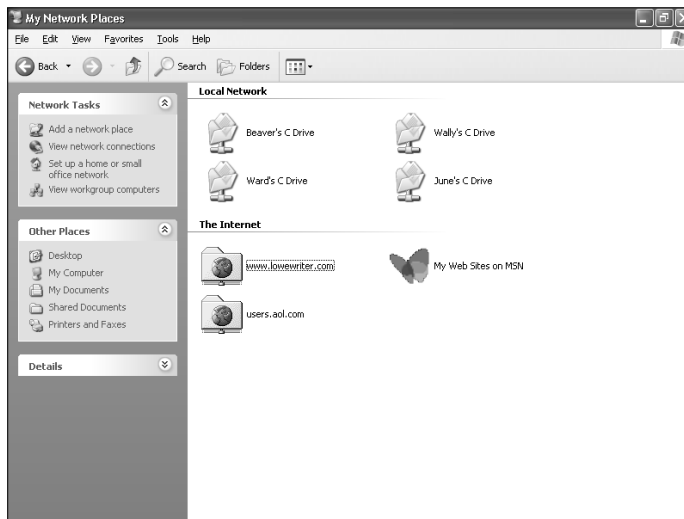 My Network Places
File Edit View Favorites Tools Help
Back Search Folders
Network Tasks
Add a network place
View network connections
Set up a home or small
office network
View workgroup computers
Other Places
Desktop
My Computer
My Documents
Shared Documents
Printers and Faxes
Details
Local Network
Beaver's C Drive
Wally's C Drive
Ward's C Drive
June's C Drive
The Internet
www.lowewriter.com
My Web Sites on MSN
users.aol.com